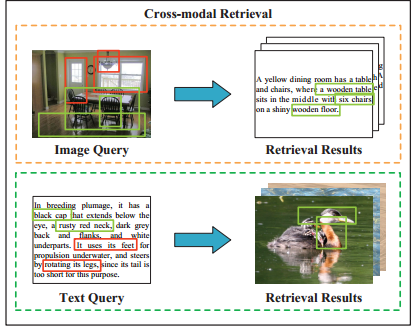 Cross-modal Retrieval
A yellow dining room has a table
and chairs, where a wooden table
sits in the middle with six chairs
on a shiny wooden floor.
Image Query
Retrieval Results
In breeding plumage, it has a
black cap that extends below the
eye, a rusty red neck, dark grey
back and flanks, and white
underparts. It uses its feet for
propulsion underwater, and steers
by rotating its legs, since its tail is
too short for this purpose.
Text Query
Retrieval Results